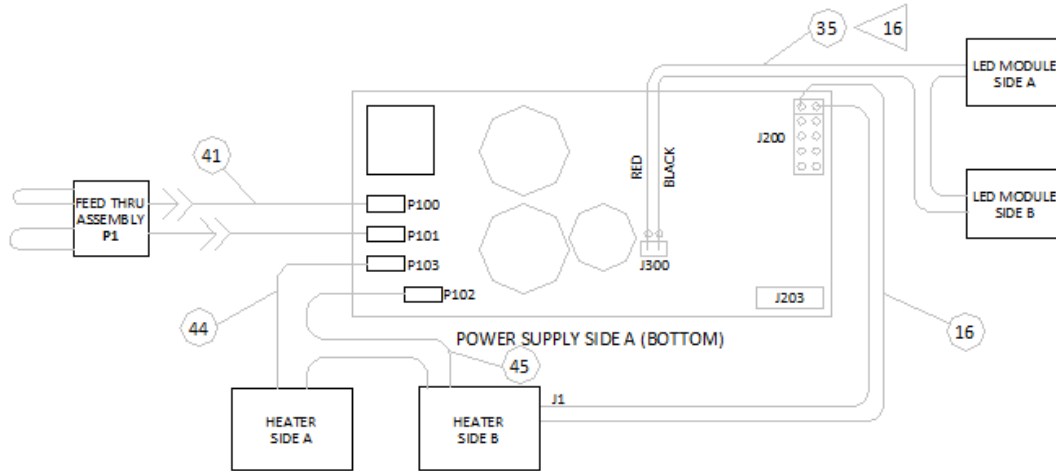 35
16
LED MODULE
SIDE A
J200
RED
BLACK
41
FEED THRU
ASSEMBLY
P1
P100
P101
P103
P102
J300
J203
LED MODULE
SIDE B
44
POWER SUPPLY SIDE A (BOTTOM)
16
45
HEATER
SIDE A
HEATER
SIDE B
J1